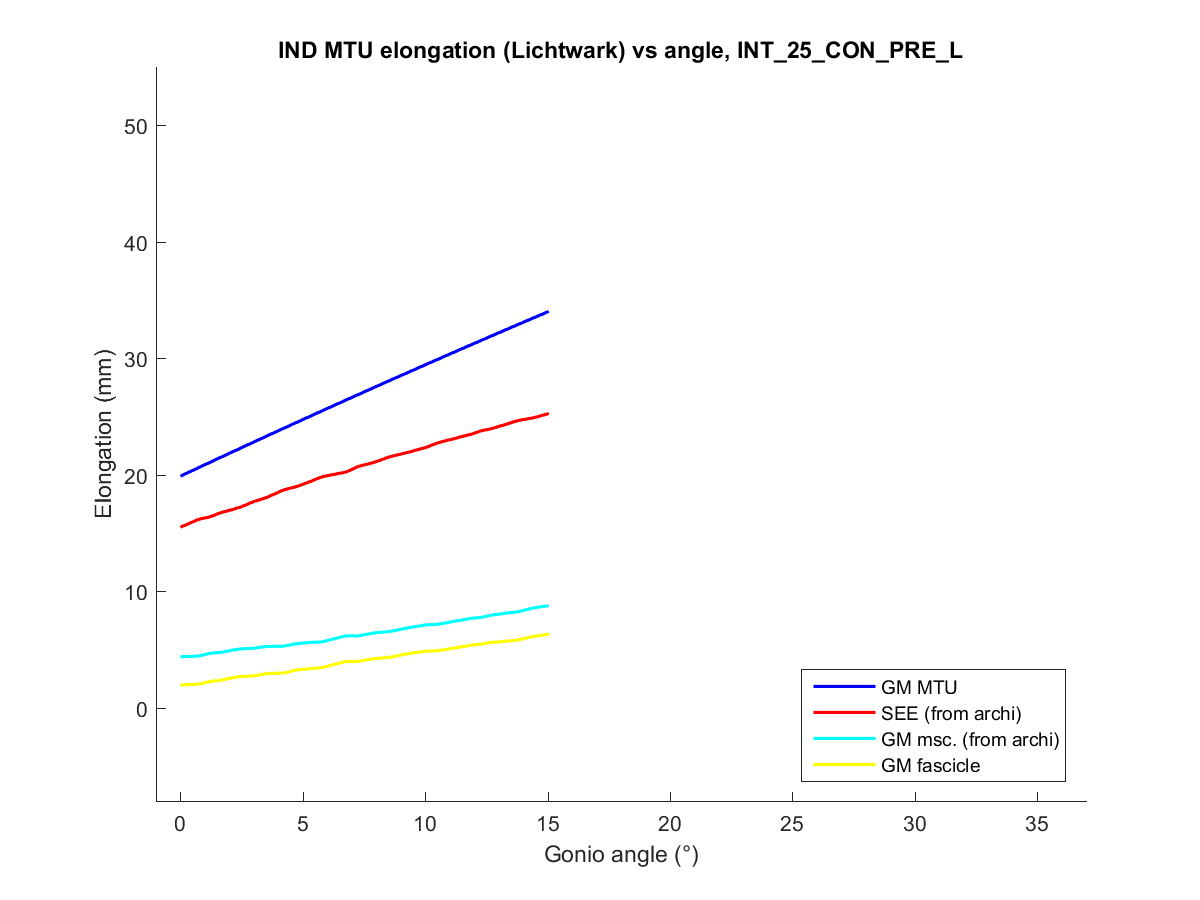 IND MTU elongation (Lichtwark) vs angle, INT_25_CON_PRE_L
50
40
30
20
10
0
Elongation (mm)
GM MTU
SEE (from archi)
GM msc. (from archi)
GM fascicle
0 5 10 15 20 25 30 35
Gonio angle (°)